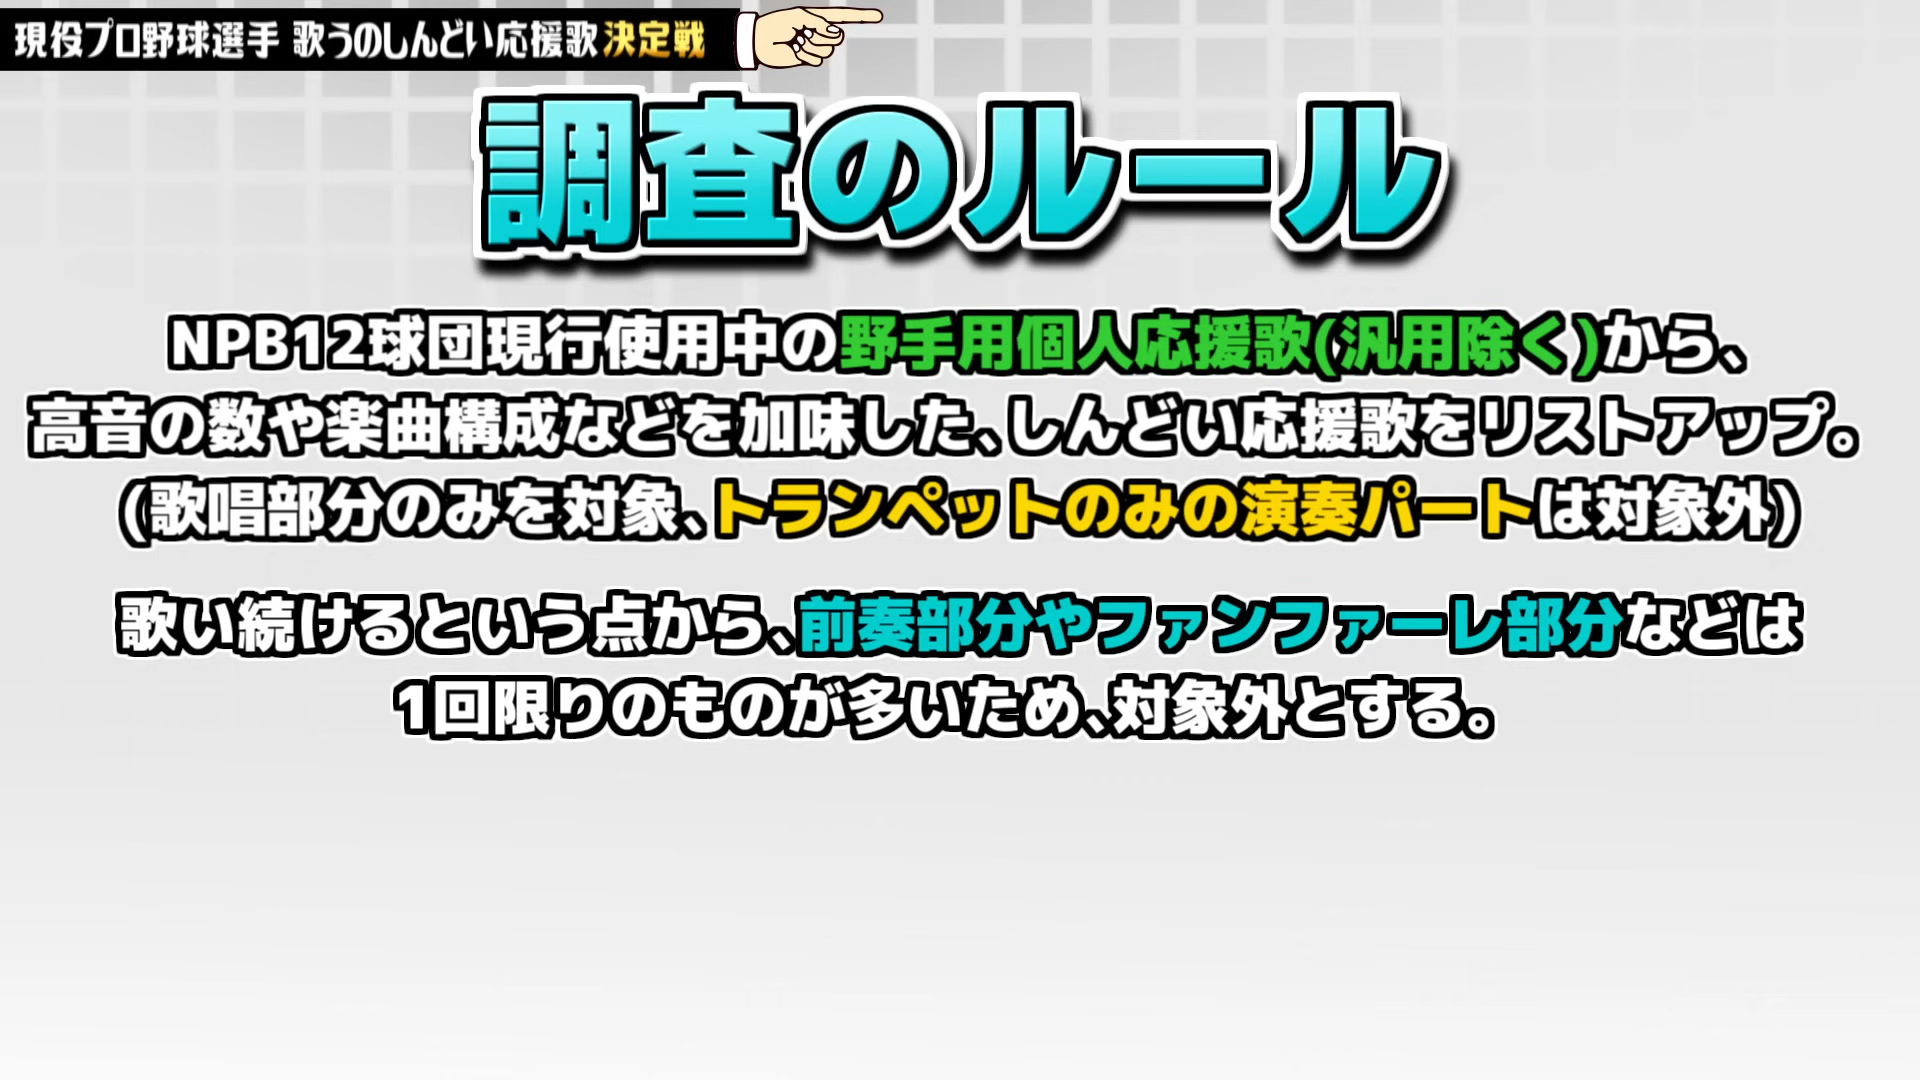 現役プロ野球選手 歌うのしんどい応援歌決定戦
調査のルール
NPB12球団現行使用中の野手用個人応援歌(汎用除く)から、
高音の数や楽曲構成などを加味した、しんどい応援歌をリストアップ。
(歌唱部分のみを対象、トランペットのみの演奏パートは対象外)
歌い続けるという点から、前奏部分やファンファーレ部分などは
1回限りのものが多いため、対象外とする。